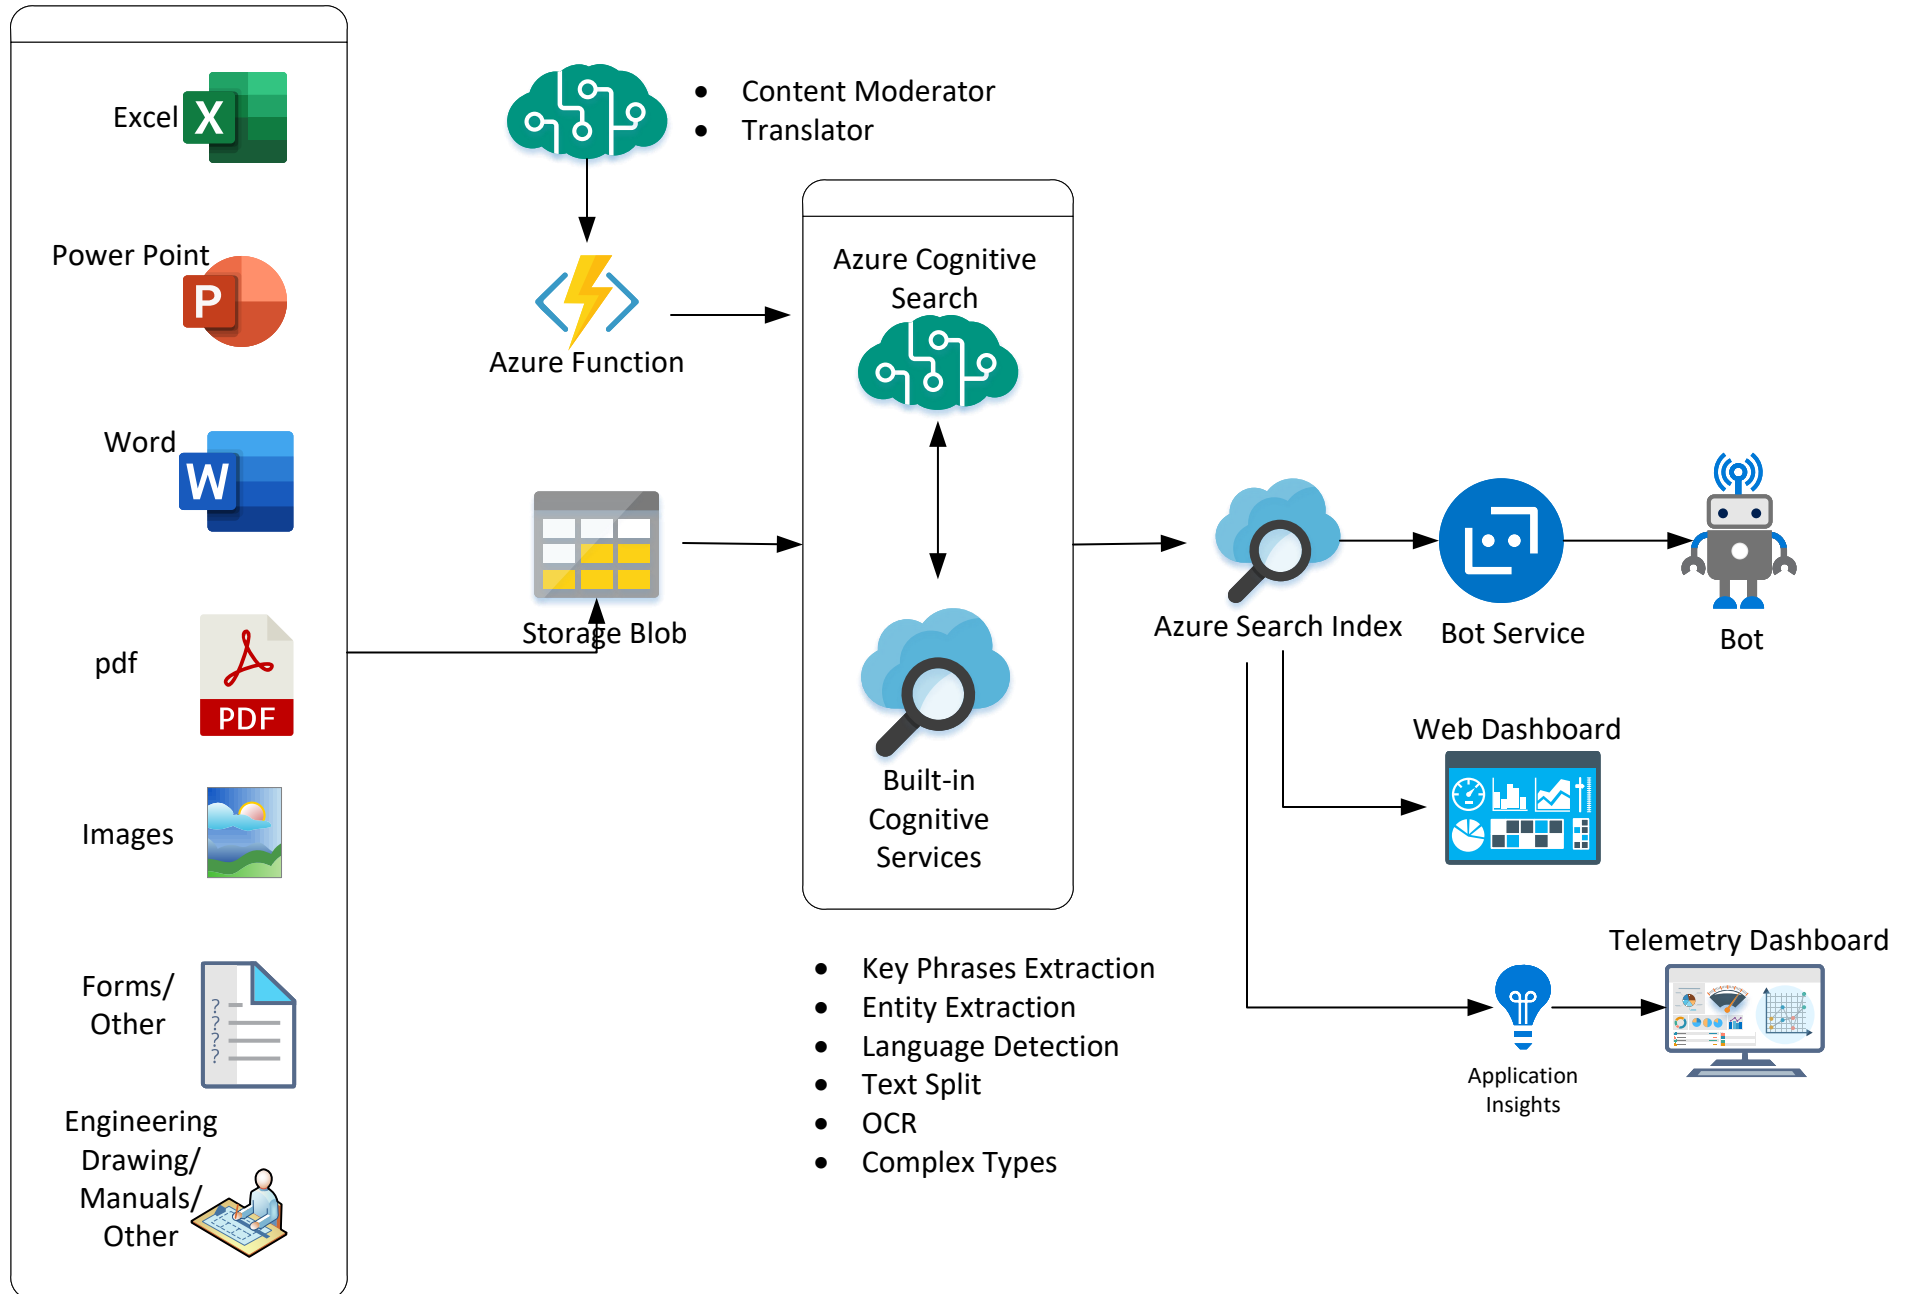 Excel
X
Power Point
P
Word
W
pdf
PDF
Images
Forms/
Other
?
?
?
?
Engineering
Drawing/
Manuals/
Other
Content Moderator
Translator
Azure Function
Storage Blob
Azure Cognitive
Search
Built-in
Cognitive
Services
Key Phrases Extraction
Entity Extraction
Language Detection
Text Split
OCR
Complex Types
Azure Search Index
Bot Service
Bot
Web Dashboard
Telemetry Dashboard
Application
Insights